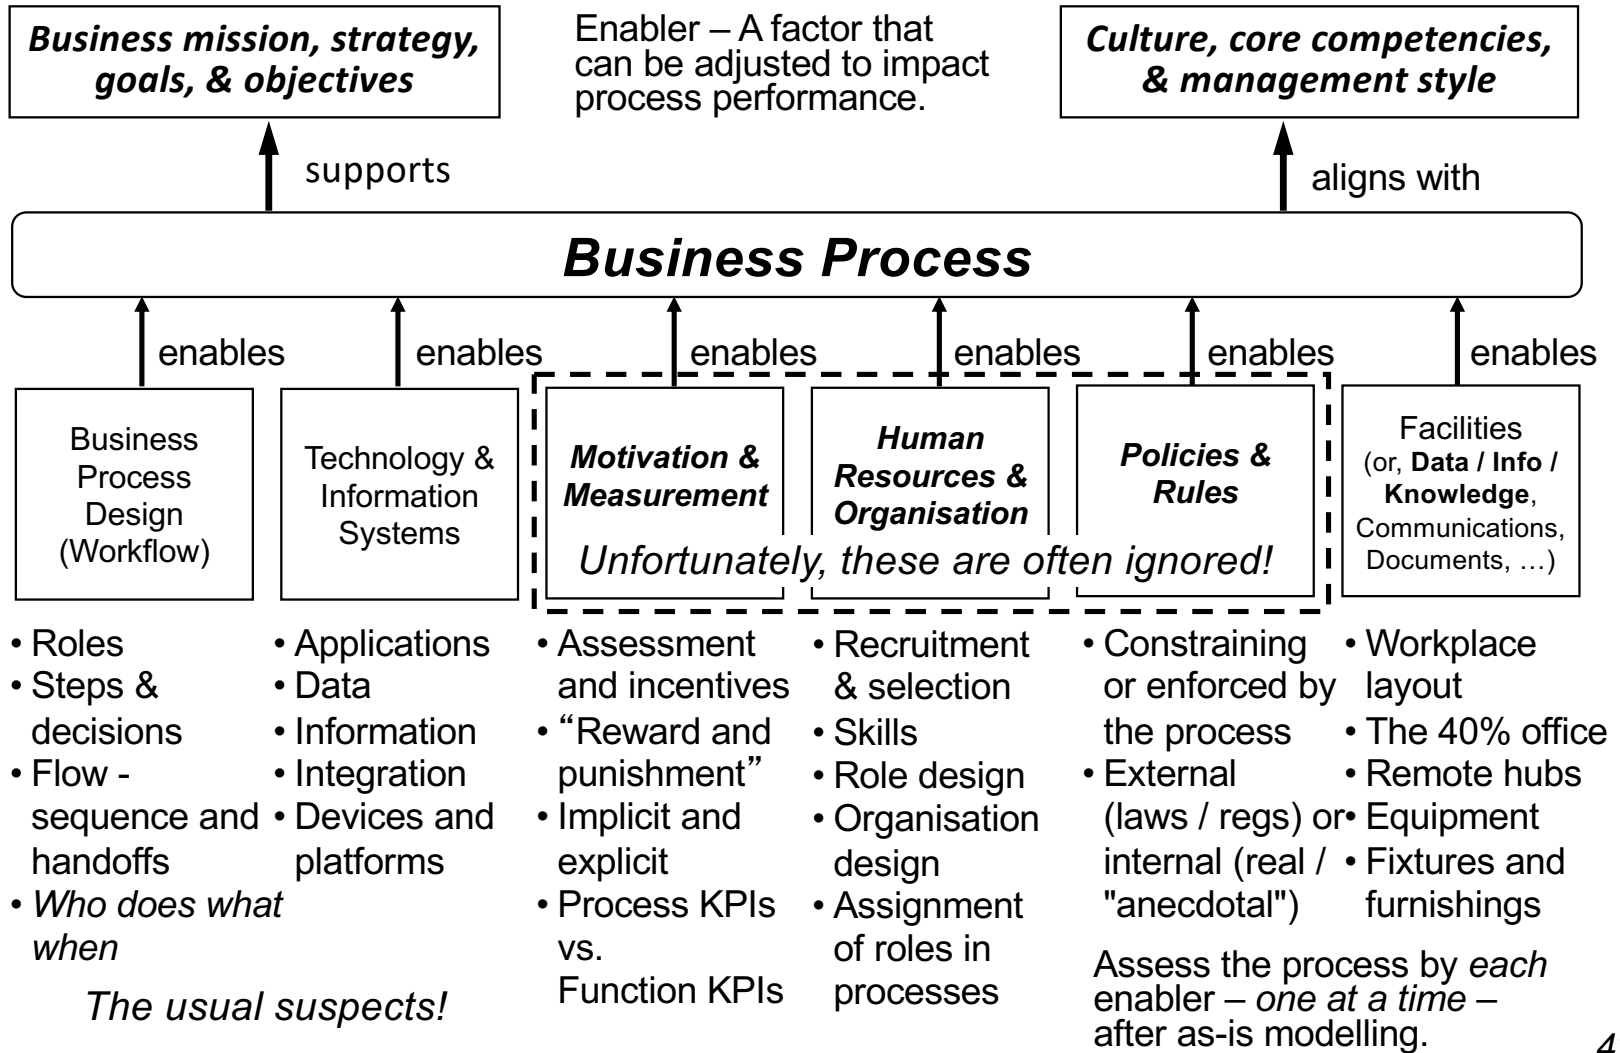 Business mission, strategy,
goals, & objectives
Enabler – A factor that
can be adjusted to impact
process performance.
Culture, core competencies,
& management style
supports
aligns with
Business Process
enables
enables
enables
enables
enables
enables
Business
Process
Design
(Workflow)
Technology &
Information
Systems
Motivation &
Measurement
Human
Resources &
Organisation
Policies &
Rules
Unfortunately, these are often ignored!
Facilities
(or, Data / Info /
Knowledge,
Communications,
Documents, …)
• Roles
• Steps &
decisions
• Flow -
sequence and
handoffs
• Who does what
when
• Applications
• Data
• Information
• Integration
• Devices and
platforms
The usual suspects!
• Assessment
and incentives
• “Reward and
punishment”
• Implicit and
explicit
• Process KPIs
vs.
Function KPIs
• Recruitment
& selection
• Skills
• Role design
• Organisation
design
• Assignment
of roles in
processes
• Constraining
or enforced by
the process
• External
(laws / regs) or
internal (real /
"anecdotal")
• Workplace
layout
• The 40% office
• Remote hubs
• Equipment
• Fixtures and
furnishings
Assess the process by each
enabler – one at a time –
after as-is modelling.
4